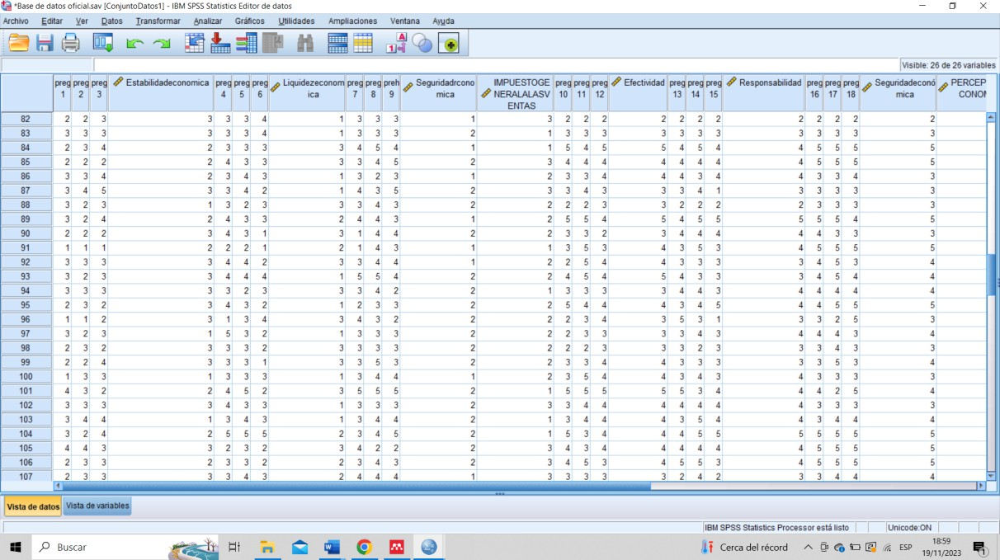 *Base de datos oficial.sav [ConjuntoDatos1] - IBM SPSS Statistics Editor de datos
Archivo Editar Ver Datos Transformar Analizar Gráficos Utilidades Ampliaciones Ventana Ayuda
Visible: 26 de 26 variables
preg 1 preg 2 preg 3 Estabilidadeconomica preg 4 preg 5 preg 6 Liquidezeconomica preg 7 preg 8 preh 9 Seguridadrconomica IMPUESTOGENERALALASVENTAS preg 10 preg 11 preg 12 Efectividad preg 13 preg 14 preg 15 Responsabilidad preg 16 preg 17 preg 18 Seguridadeconómica PERCEP CONOM
82 2 2 3 3 3 3 4 1 3 3 3 1 3 2 2 2 2 2 2 2 2 2 2 2 2
83 3 3 3 3 3 3 4 1 3 3 3 2 1 3 3 3 3 3 3 3 3 3 3 3 3
84 2 3 4 2 3 3 3 3 4 5 4 1 1 5 4 5 5 4 5 4 4 5 5 5 5
85 2 2 2 2 4 3 3 3 3 4 5 2 3 4 4 4 4 4 4 4 4 5 5 5 5
86 3 3 4 2 3 4 3 1 3 2 3 1 2 3 3 4 4 4 3 4 4 3 3 4 3
87 3 4 5 3 3 4 2 1 4 3 5 2 3 3 4 3 3 3 4 1 3 3 3 3 3
88 3 2 3 1 3 2 3 3 3 4 3 2 2 2 2 3 3 2 2 2 2 3 3 3 3
89 3 2 4 2 4 3 3 2 4 4 3 1 2 5 5 4 5 4 5 5 5 5 5 4 5
90 2 2 2 3 4 3 1 3 1 4 4 2 2 3 3 2 3 4 4 4 4 4 3 3 3
91 1 1 1 2 2 2 1 2 1 4 3 1 1 3 5 3 4 3 5 3 4 5 5 5 5
92 3 3 3 3 4 4 2 3 3 4 4 1 2 2 5 4 4 3 3 3 3 4 5 3 4
93 3 2 3 3 4 4 4 1 5 5 4 2 2 4 5 4 5 4 3 3 3 4 5 4 4
94 3 3 3 3 3 2 3 3 3 4 2 2 1 3 3 3 3 4 4 3 4 4 4 4 4
95 2 3 2 3 4 3 2 1 2 3 3 2 2 5 4 4 4 3 4 5 4 4 5 5 5
96 1 1 2 3 1 3 4 3 4 3 2 2 2 2 3 4 3 5 3 1 3 3 2 5 3
97 3 2 3 1 5 3 2 1 3 3 3 2 2 2 3 3 3 3 4 3 4 4 4 3 4
98 2 3 2 3 3 3 2 3 3 3 3 2 2 2 2 3 3 3 2 3 3 3 4 3 3
99 2 2 4 3 3 3 1 3 3 5 3 2 2 3 3 4 4 3 3 3 3 3 5 3 4
100 1 3 3 1 3 3 3 1 3 4 4 1 2 3 5 4 3 4 3 4 4 3 3 3 3
101 4 3 2 2 4 5 2 3 5 5 5 2 1 5 5 5 5 5 3 4 4 4 2 5 4
102 3 3 3 3 4 3 3 1 3 3 3 2 3 3 4 4 4 4 4 4 4 3 3 3 3
103 3 4 4 1 3 4 3 1 3 4 3 2 1 3 4 4 4 3 5 4 4 3 4 4 4
104 3 2 4 2 5 5 5 2 3 4 5 2 1 5 3 4 4 4 5 5 5 5 5 5 5
105 4 4 3 3 2 3 2 3 4 2 2 2 3 4 3 4 4 4 4 4 4 5 5 5 5
106 2 3 3 2 3 3 2 2 3 4 3 2 3 4 5 3 3 5 5 3 4 5 5 5 5
107 2 3 3 3 3 4 3 2 4 4 4 1 3 3 3 3 3 2 4 2 3 3 4 4 4
Vista de datos Vista de variables
IBM SPSS Statistics Processor está listo Unicode:ON
Buscar Cerca del récord ESP 18:59
19/11/2023